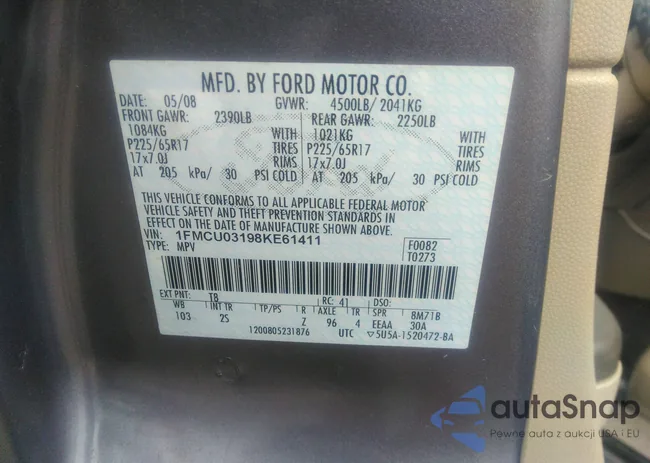 MFD. BY FORD MOTOR CO.
DATE: 05/08 GVWR: 4500LB/ 2041KG
FRONT GAWR: 2390LB REAR GAWR: 2250LB
1084KG WITH 1021KG WITH
P225/65R17 TIRES P225/65R17 TIRES
17x7.0J RIMS 17x7.0J RIMS
AT 205 kPa/ 30 PSI COLD AT 205 kPa/ 30 PSI COLD
THIS VEHICLE CONFORMS TO ALL APPLICABLE FEDERAL MOTOR
VEHICLE SAFETY AND THEFT PREVENTION STANDARDS IN
EFFECT ON THE DATE OF MANUFACTURE SHOWN ABOVE.
VIN: 1FMCU03198KE61411 F0082
TYPE: MPV T0273
EXT PNT: T8 RC: 41 DSO:
WB INT TR TP/PS R AXLE TR SPR 8M71B
103 2S Z 96 4 EEAA 30A
1200805231876 UTC ▽5U5A-1520472-BA
autaSnap
Pewne auta z aukcji USA i EU